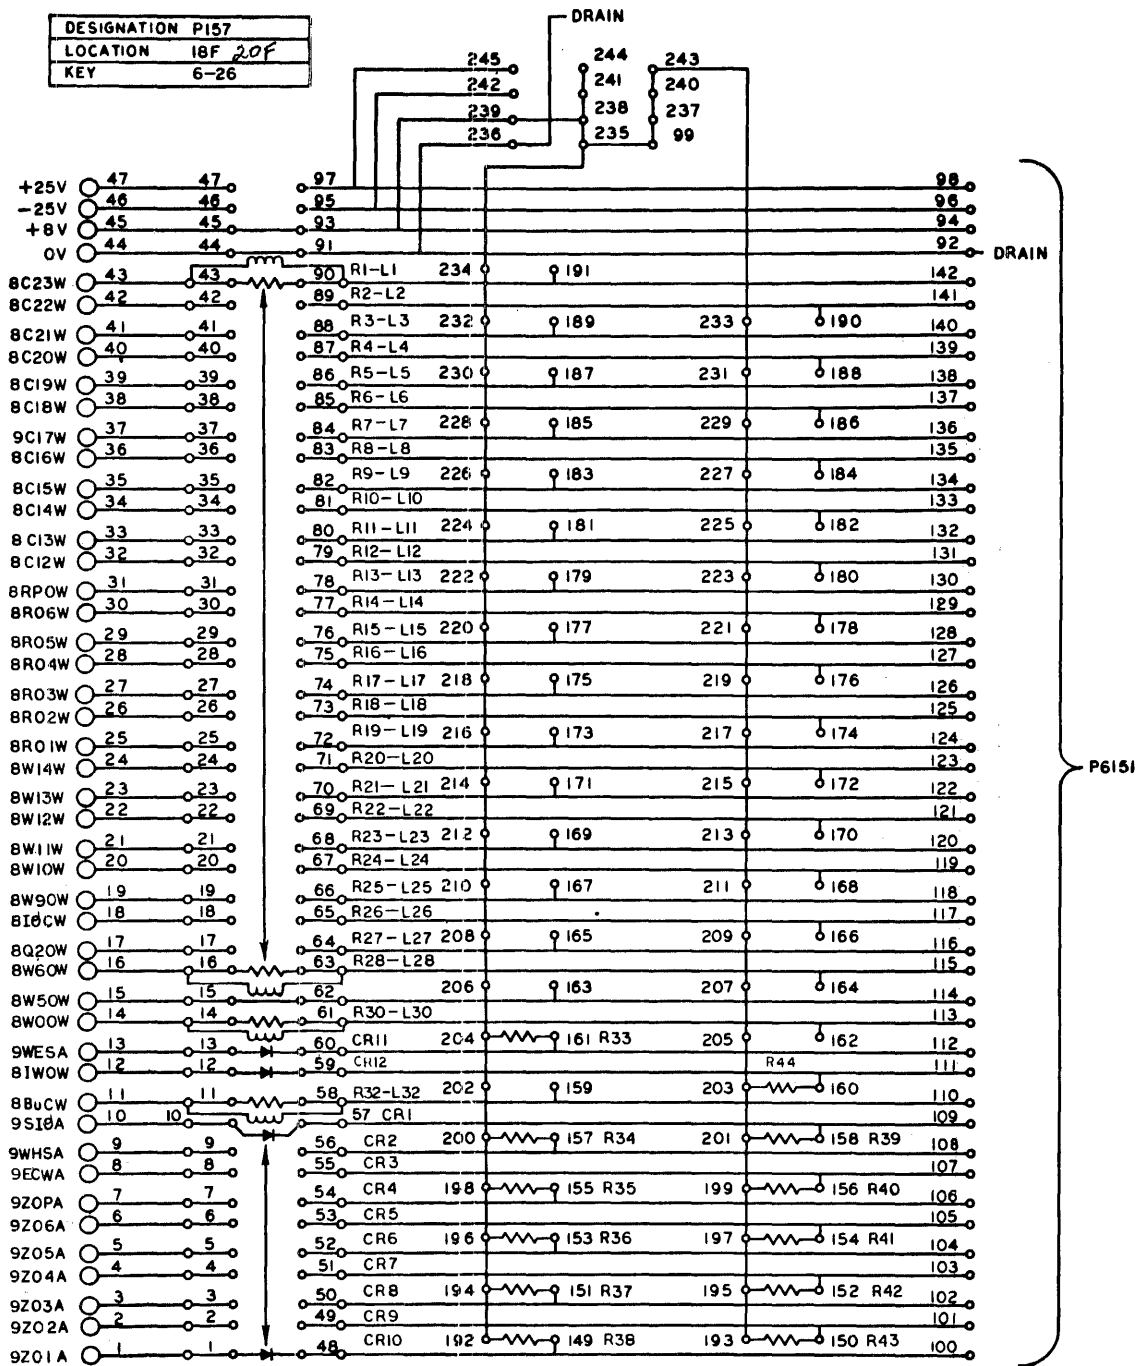 DRAIN
DESIGNATION P157
LOCATION 18F 20F
KEY 6-26
245 244 243
242 241 240
239 238 237
236 235 99
+25V 47 47 97 98
-25V 46 46 95 96
+8V 45 45 93 94
0V 44 44 91 92 DRAIN
8C23W 43 43 90 R1-L1 234 191 142
8C22W 42 42 89 R2-L2 141
8C21W 41 41 88 R3-L3 232 189 233 190 140
8C20W 40 40 87 R4-L4 139
8C19W 39 39 86 R5-L5 230 187 231 188 138
8C18W 38 38 85 R6-L6 137
9C17W 37 37 84 R7-L7 228 185 229 186 136
8C16W 36 36 83 R8-L8 135
8C15W 35 35 82 R9-L9 226 183 227 184 134
8C14W 34 34 81 R10-L10 133
8C13W 33 33 80 R11-L11 224 181 225 182 132
8C12W 32 32 79 R12-L12 131
8RP0W 31 31 78 R13-L13 222 179 223 180 130
8R06W 30 30 77 R14-L14 129
8R05W 29 29 76 R15-L15 220 177 221 178 128
8R04W 28 28 75 R16-L16 127
8R03W 27 27 74 R17-L17 218 175 219 176 126
8R02W 26 26 73 R18-L18 125
8R01W 25 25 72 R19-L19 216 173 217 174 124
8W14W 24 24 71 R20-L20 123
8W13W 23 23 70 R21-L21 214 171 215 172 122
8W12W 22 22 69 R22-L22 121
8W11W 21 21 68 R23-L23 212 169 213 170 120
8W10W 20 20 67 R24-L24 119
8W90W 19 19 66 R25-L25 210 167 211 168 118
8I8CW 18 18 65 R26-L26 117
8Q20W 17 17 64 R27-L27 208 165 209 166 116
8W60W 16 16 63 R28-L28 115
8W50W 15 15 62 206 163 207 164 114
8W00W 14 14 61 R30-L30 113
9WESA 13 13 60 CR11 204 161 R33 205 162 112
8IW0W 12 12 59 CR12 R44 111
8BuCW 11 11 58 R32-L32 202 159 203 160 110
9SI8A 10 10 57 CR1 109
9WHSA 9 9 56 CR2 200 157 R34 201 158 R39 108
9ECWA 8 8 55 CR3 107
9Z0PA 7 7 54 CR4 198 155 R35 199 156 R40 106
9Z06A 6 6 53 CR5 105
9Z05A 5 5 52 CR6 196 153 R36 197 154 R41 104
9Z04A 4 4 51 CR7 103
9Z03A 3 3 50 CR8 194 151 R37 195 152 R42 102
9Z02A 2 2 49 CR9 101
9Z01A 1 1 48 CR10 192 149 R38 193 150 R43 100
P6151